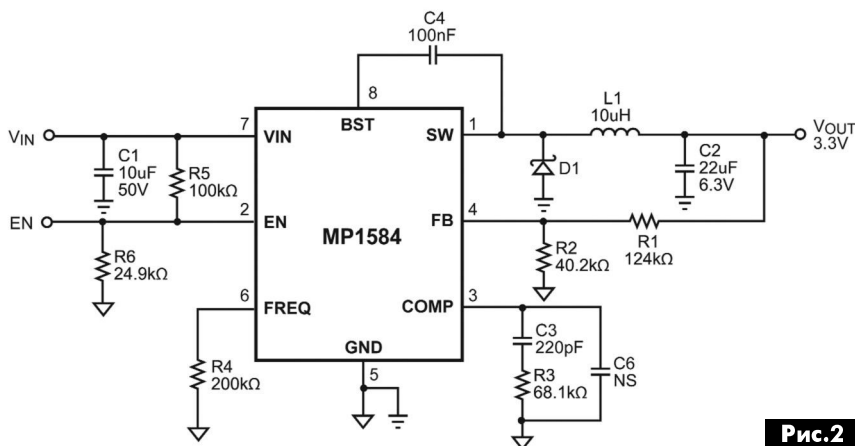 C4
100nF
8
BST
L1
10uH
VIN
7
VIN
SW
1
VOUT
3.3V
C1
10uF
50V
R5
100kΩ
D1
C2
22uF
6.3V
EN
2
EN
MP1584
FB
4
R1
124kΩ
R6
24.9kΩ
R2
40.2kΩ
6
FREQ
COMP
3
R4
200kΩ
GND
5
C3
220pF
R3
68.1kΩ
C6
NS
Рис.2